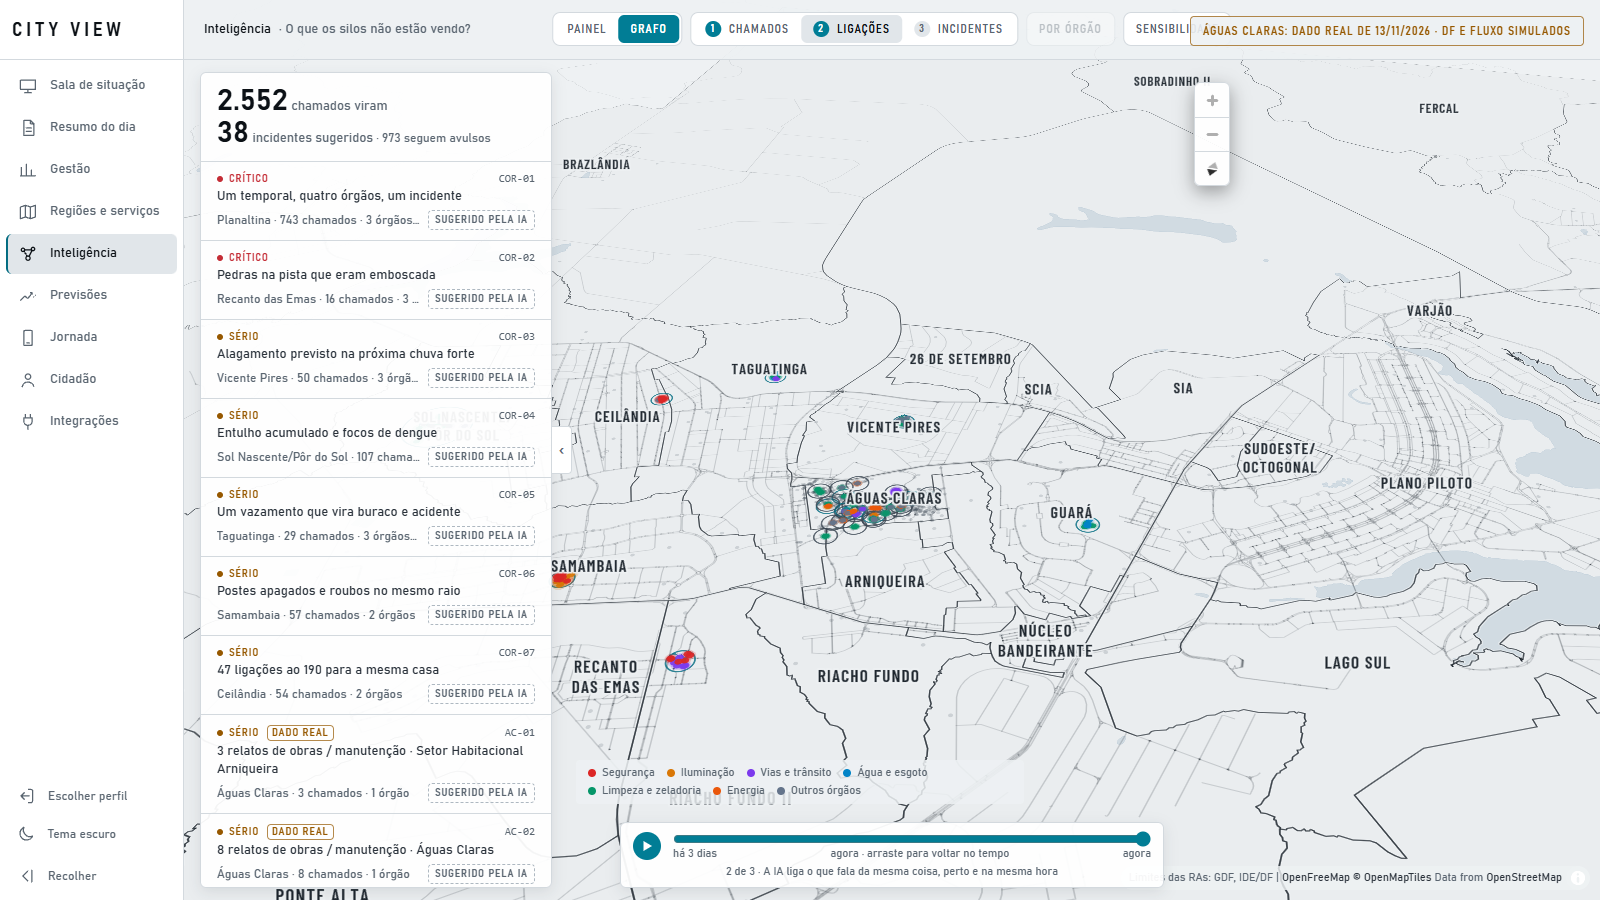 CITY VIEW
Sala de situação
Resumo do dia
Gestão
Regiões e serviços
Inteligência
Previsões
Jornada
Cidadão
Integrações
Escolher perfil
Tema escuro
Recolher
Inteligência · O que os silos não estão vendo?
PAINEL GRAFO
1 CHAMADOS 2 LIGAÇÕES 3 INCIDENTES
POR ÓRGÃO
ÁGUAS CLARAS: DADO REAL DE 13/11/2026 · DF E FLUXO SIMULADOS
2.552 chamados viram
38 incidentes sugeridos · 973 seguem avulsos
CRÍTICO COR-01
Um temporal, quatro órgãos, um incidente
Planaltina · 743 chamados · 3 órgãos... SUGERIDO PELA IA
CRÍTICO COR-02
Pedras na pista que eram emboscada
Recanto das Emas · 16 chamados · 3 ... SUGERIDO PELA IA
SÉRIO COR-03
Alagamento previsto na próxima chuva forte
Vicente Pires · 50 chamados · 3 órgã... SUGERIDO PELA IA
SÉRIO COR-04
Entulho acumulado e focos de dengue
Sol Nascente/Pôr do Sol · 107 chama... SUGERIDO PELA IA
SÉRIO COR-05
Um vazamento que vira buraco e acidente
Taguatinga · 29 chamados · 3 órgãos... SUGERIDO PELA IA
SÉRIO COR-06
Postes apagados e roubos no mesmo raio
Samambaia · 57 chamados · 2 órgãos SUGERIDO PELA IA
SÉRIO COR-07
47 ligações ao 190 para a mesma casa
Ceilândia · 54 chamados · 2 órgãos SUGERIDO PELA IA
SÉRIO DADO REAL AC-01
3 relatos de obras / manutenção · Setor Habitacional
Arniqueira
Águas Claras · 3 chamados · 1 órgão SUGERIDO PELA IA
SÉRIO DADO REAL AC-02
8 relatos de obras / manutenção · Águas Claras
Águas Claras · 8 chamados · 1 órgão SUGERIDO PELA IA
SOBRADINHO II
FERCAL
BRAZLÂNDIA
VARJÃO
TAGUATINGA
26 DE SETEMBRO
SCIA
SIA
CEILÂNDIA
VICENTE PIRES
SUDOESTE/
OCTOGONAL
PLANO PILOTO
ÁGUAS CLARAS
GUARÁ
SAMAMBAIA
ARNIQUEIRA
NÚCLEO
BANDEIRANTE
RECANTO
DAS EMAS
RIACHO FUNDO
LAGO SUL
RIACHO FUNDO II
PONTE ALTA
Segurança Iluminação Vias e trânsito Água e esgoto
Limpeza e zeladoria Energia Outros órgãos
há 3 dias agora · arraste para voltar no tempo agora
2 de 3 · A IA liga o que fala da mesma coisa, perto e na mesma hora
das RAs: GDF, IDE/DF | OpenFreeMap © OpenMapTiles Data from OpenStreetMap